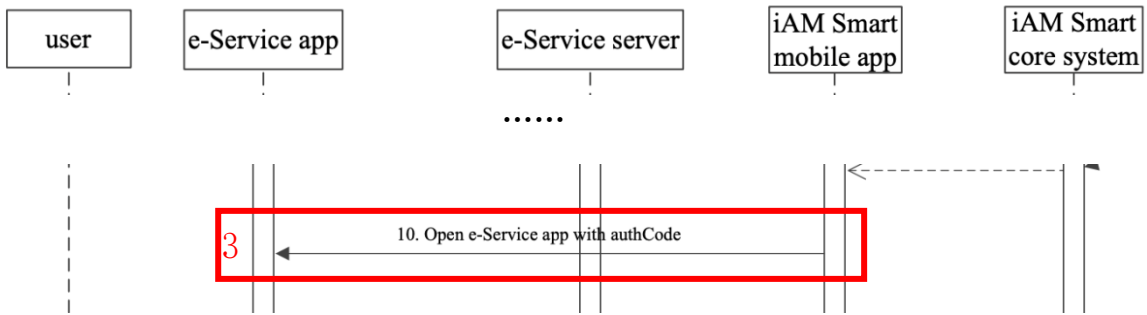 user
e-Service app
e-Service server
iAM Smart
mobile app
iAM Smart
core system
......
3
10. Open e-Service app with authCode